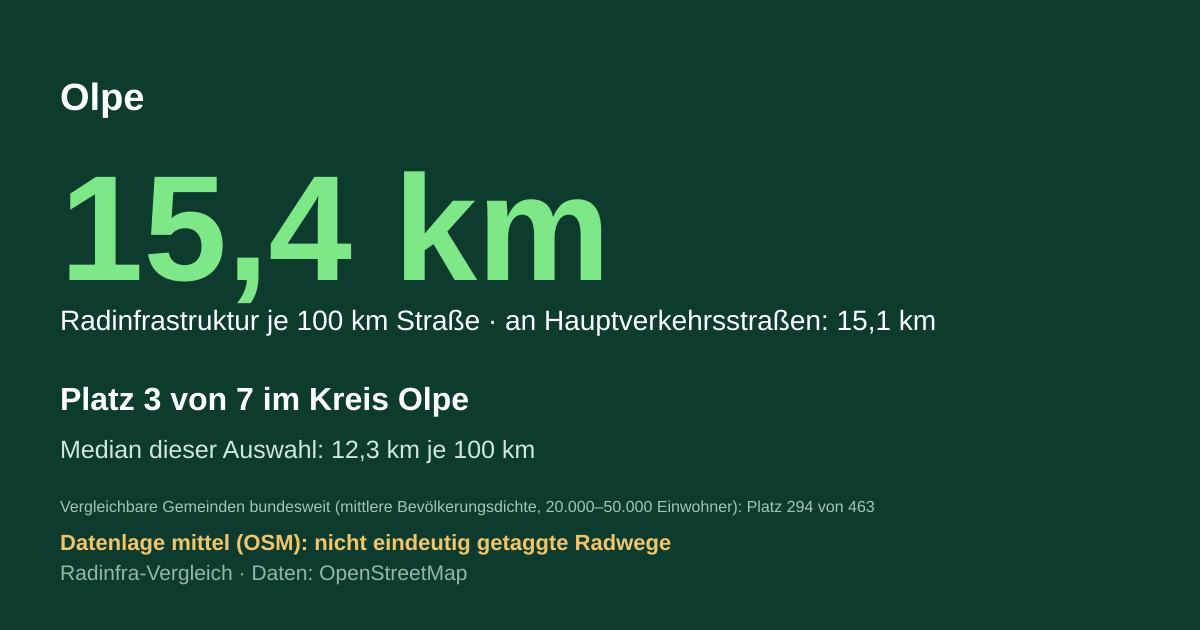 Olpe
15,4 km
Radinfrastruktur je 100 km Straße · an Hauptverkehrsstraßen: 15,1 km
Platz 3 von 7 im Kreis Olpe
Median dieser Auswahl: 12,3 km je 100 km
Vergleichbare Gemeinden bundesweit (mittlere Bevölkerungsdichte, 20.000–50.000 Einwohner): Platz 294 von 463
Datenlage mittel (OSM): nicht eindeutig getaggte Radwege
Radinfra-Vergleich · Daten: OpenStreetMap